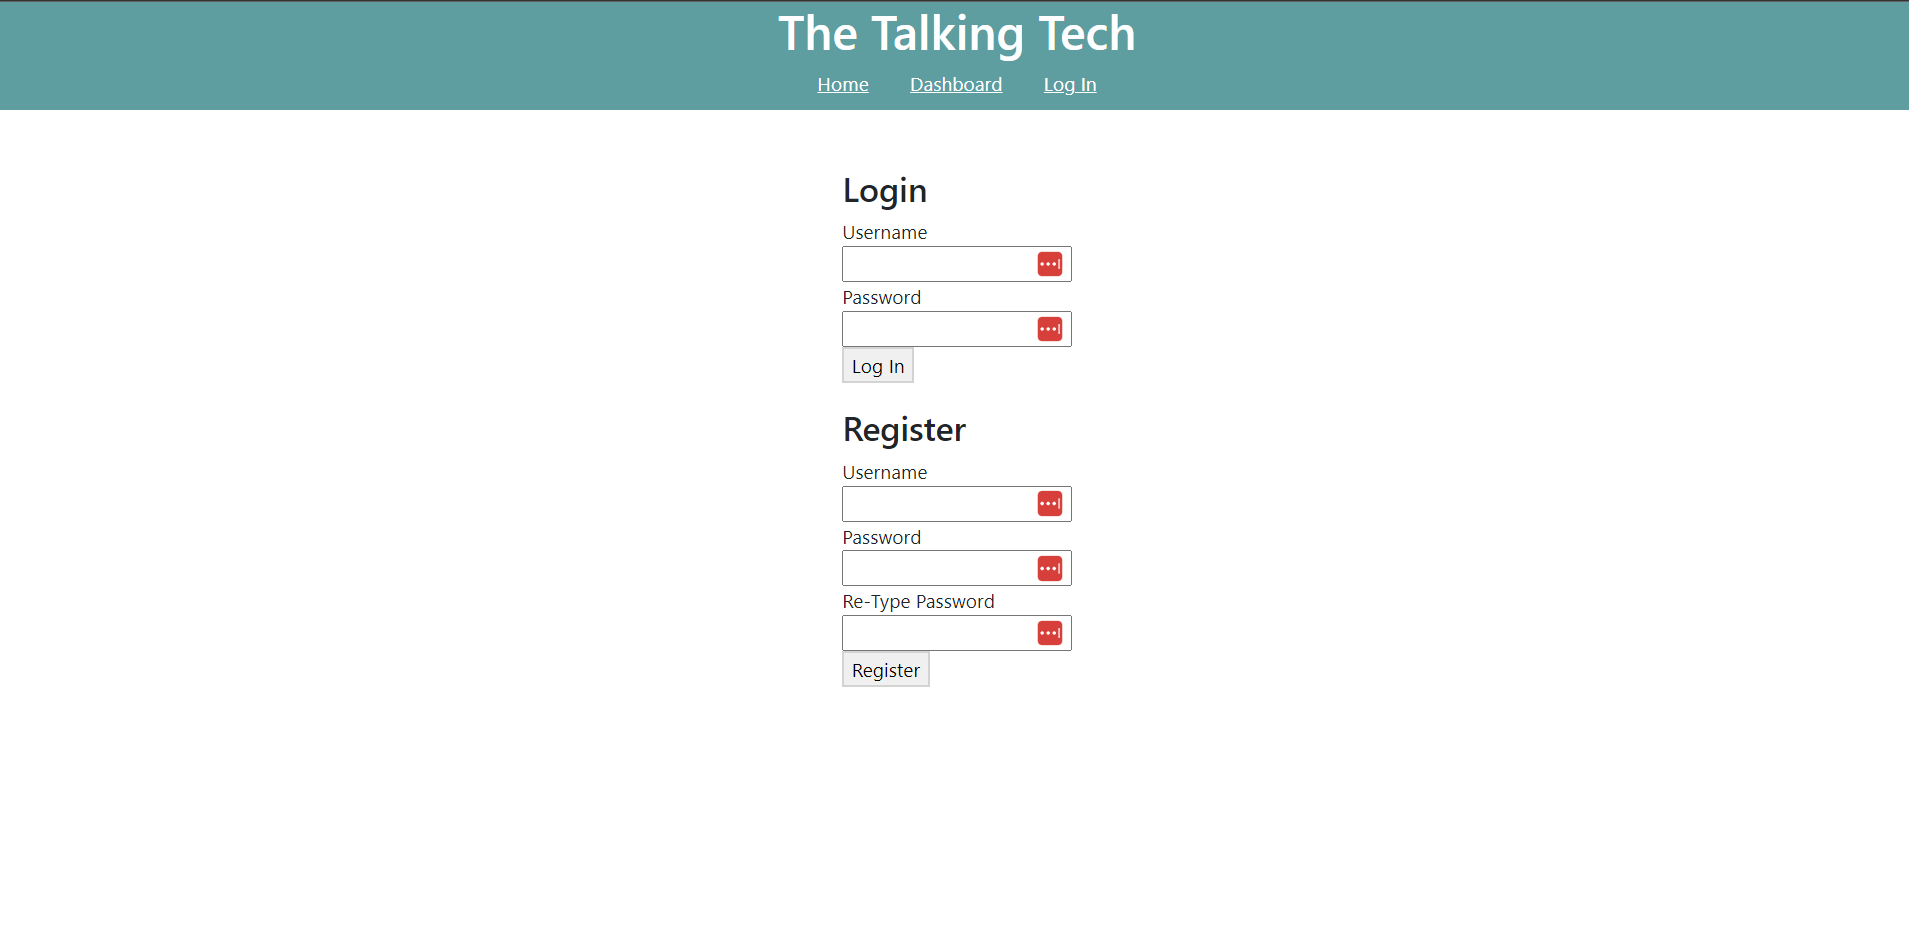 The Talking Tech
Home Dashboard Log In
Login
Username
Password
Log In
Register
Username
Password
Re-Type Password
Register